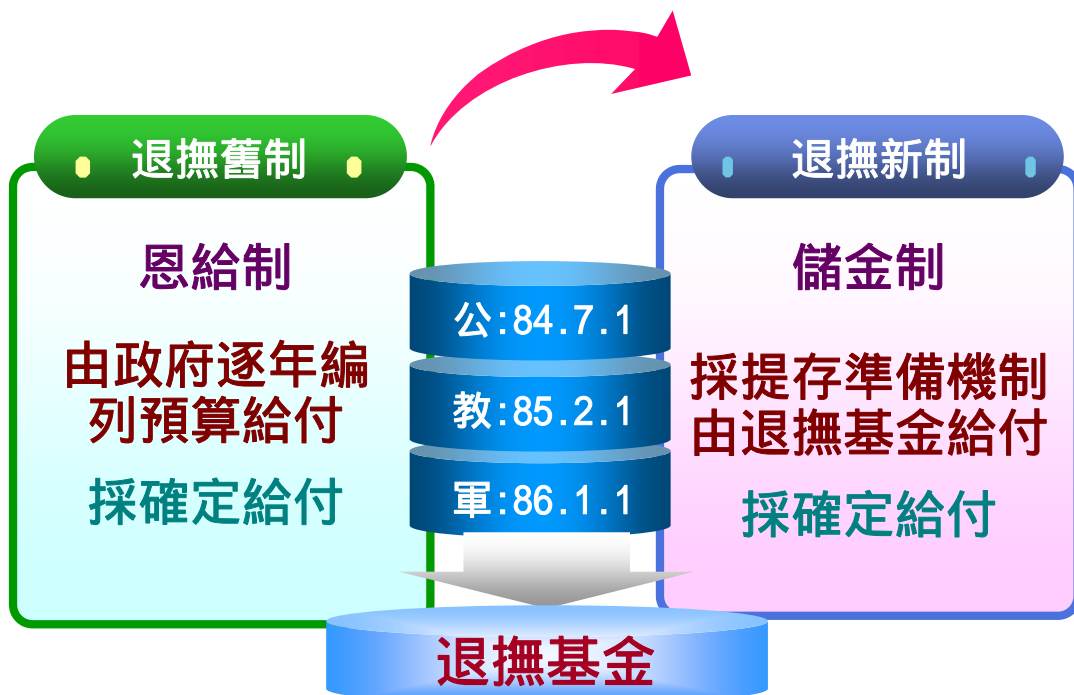 退撫舊制
恩給制
由政府逐年編
列預算給付
採確定給付
公:84.7.1
教:85.2.1
軍:86.1.1
退撫基金
退撫新制
儲金制
採提存準備機制
由退撫基金給付
採確定給付